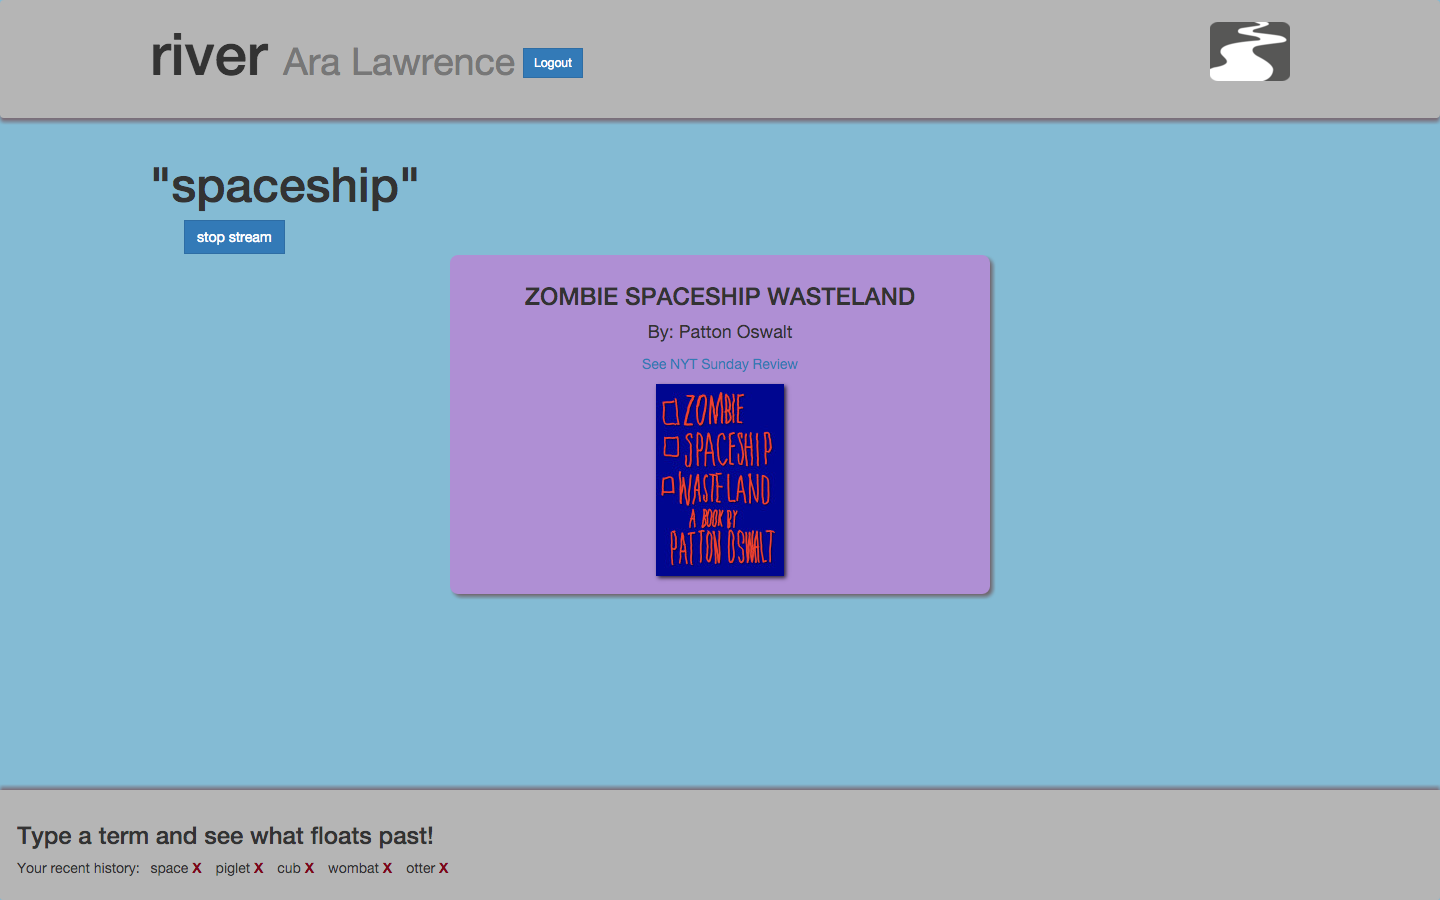 river Ara Lawrence Logout
"spaceship"
stop stream
ZOMBIE SPACESHIP WASTELAND
By: Patton Oswalt
See NYT Sunday Review
ZOMBIE
SPACESHIP
WASTELAND
A BOOK BY
PATTON OSWALT
Type a term and see what floats past!
Your recent history: space X piglet X cub X wombat X otter X